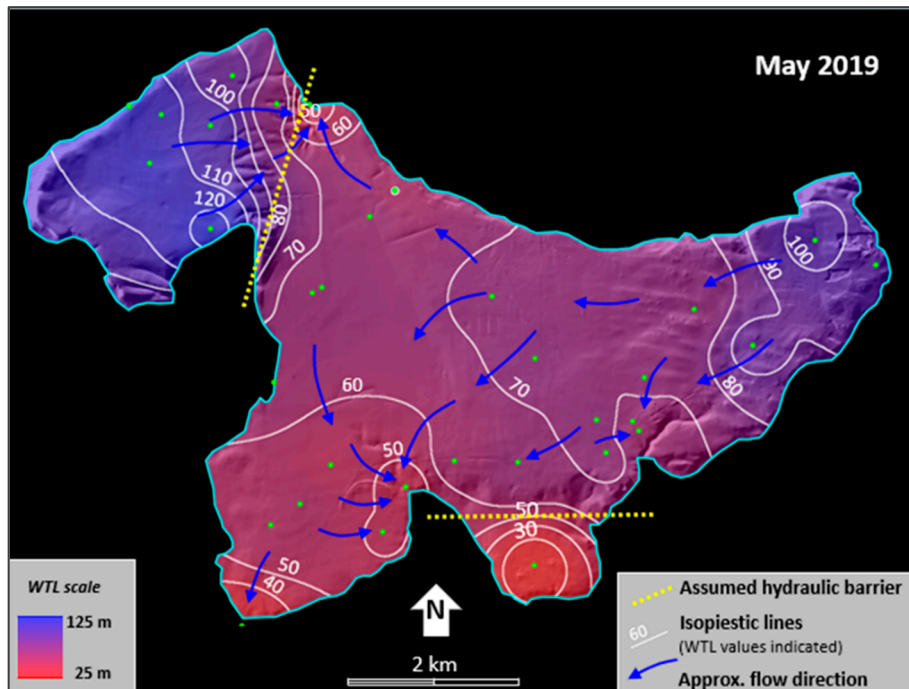 May 2019
100
50
60
110
120
80
70
100
90
80
70
60
50
50
30
50
40
WTL scale
125 m
25 m
N
2 km
Assumed hydraulic barrier
60
Isopiestic lines
(WTL values indicated)
Approx. flow direction